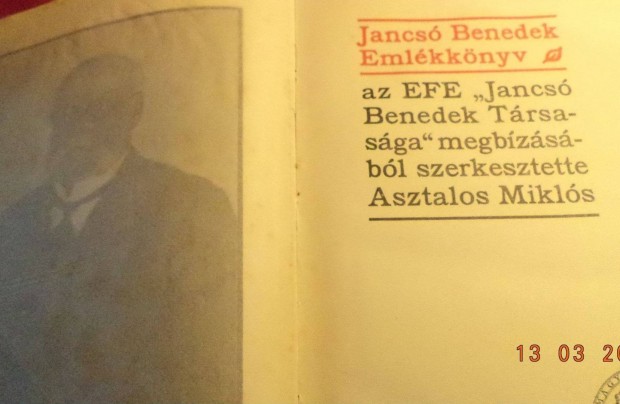 Jancsó Benedek
Emlékkönyv
az EFE „Jancsó
Benedek Társa-
sága“ megbízásá-
ból szerkesztette
Asztalos Miklós
13 03 20